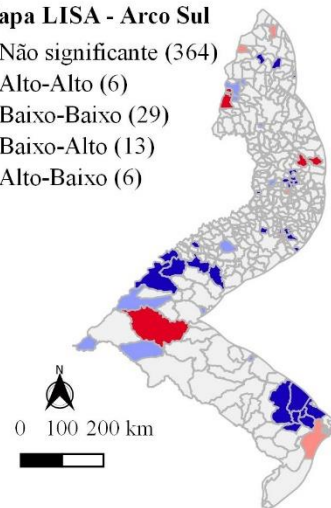 apa LISA - Arco Sul
Não significante (364)
Alto-Alto (6)
Baixo-Baixo (29)
Baixo-Alto (13)
Alto-Baixo (6)
N
0 100 200 km